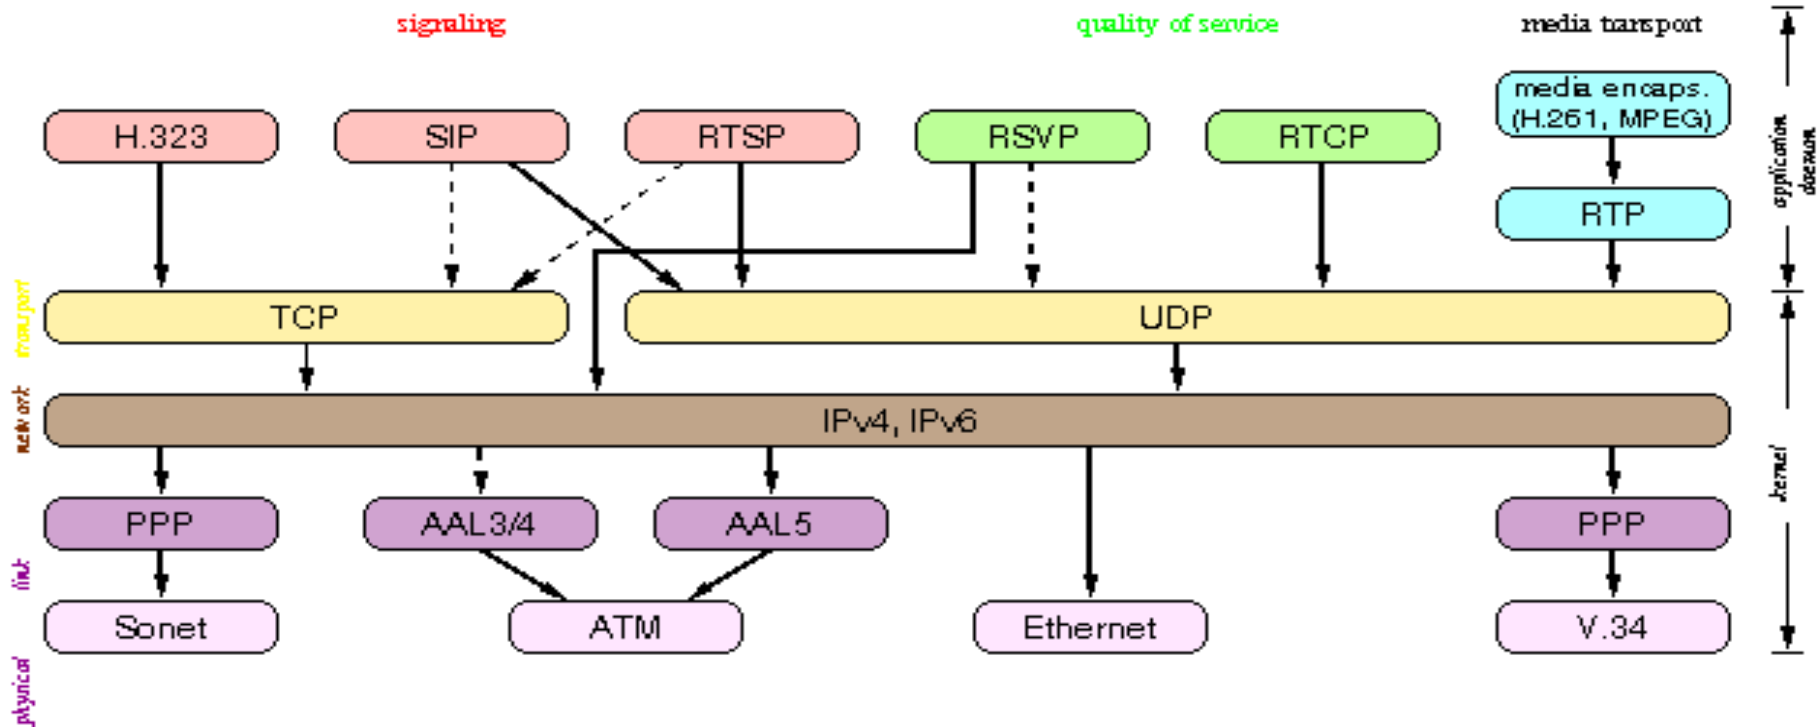 signaling
quality of service
media transport
H.323
SIP
RTSP
RSVP
RTCP
media encaps.
(H.261, MPEG)
RTP
application
daemon
TCP
UDP
transport
IPv4, IPv6
network
kernel
PPP
AAL3/4
AAL5
PPP
link
Sonet
ATM
Ethernet
V.34
physical